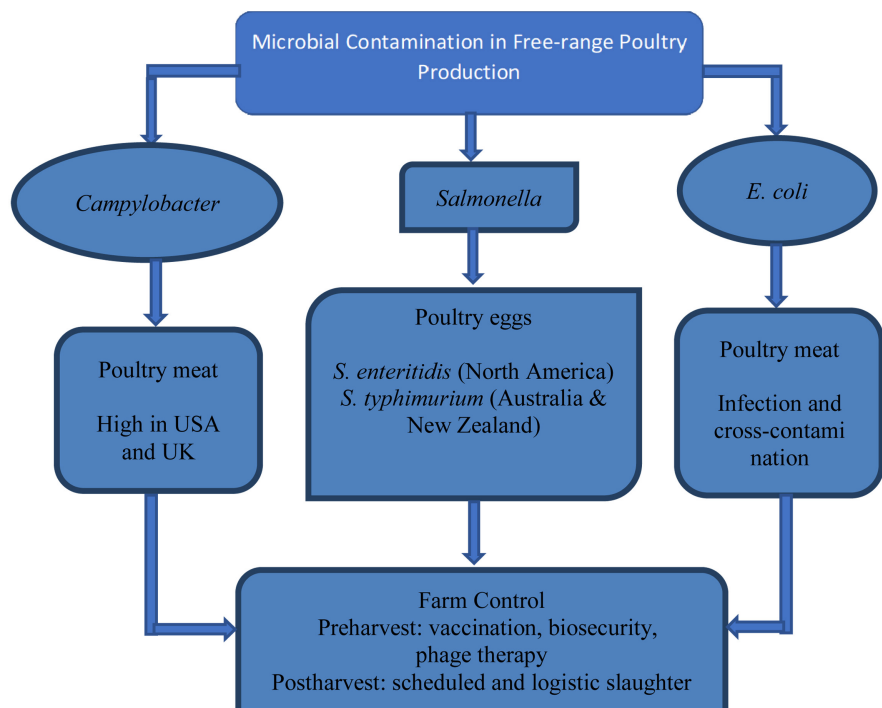 Microbial Contamination in Free-range Poultry
Production
Campylobacter
Salmonella
E. coli
Poultry meat
High in USA
and UK
Poultry eggs
S. enteritidis (North America)
S. typhimurium (Australia &
New Zealand)
Poultry meat
Infection and
cross-contami
nation
Farm Control
Preharvest: vaccination, biosecurity,
phage therapy
Postharvest: scheduled and logistic slaughter